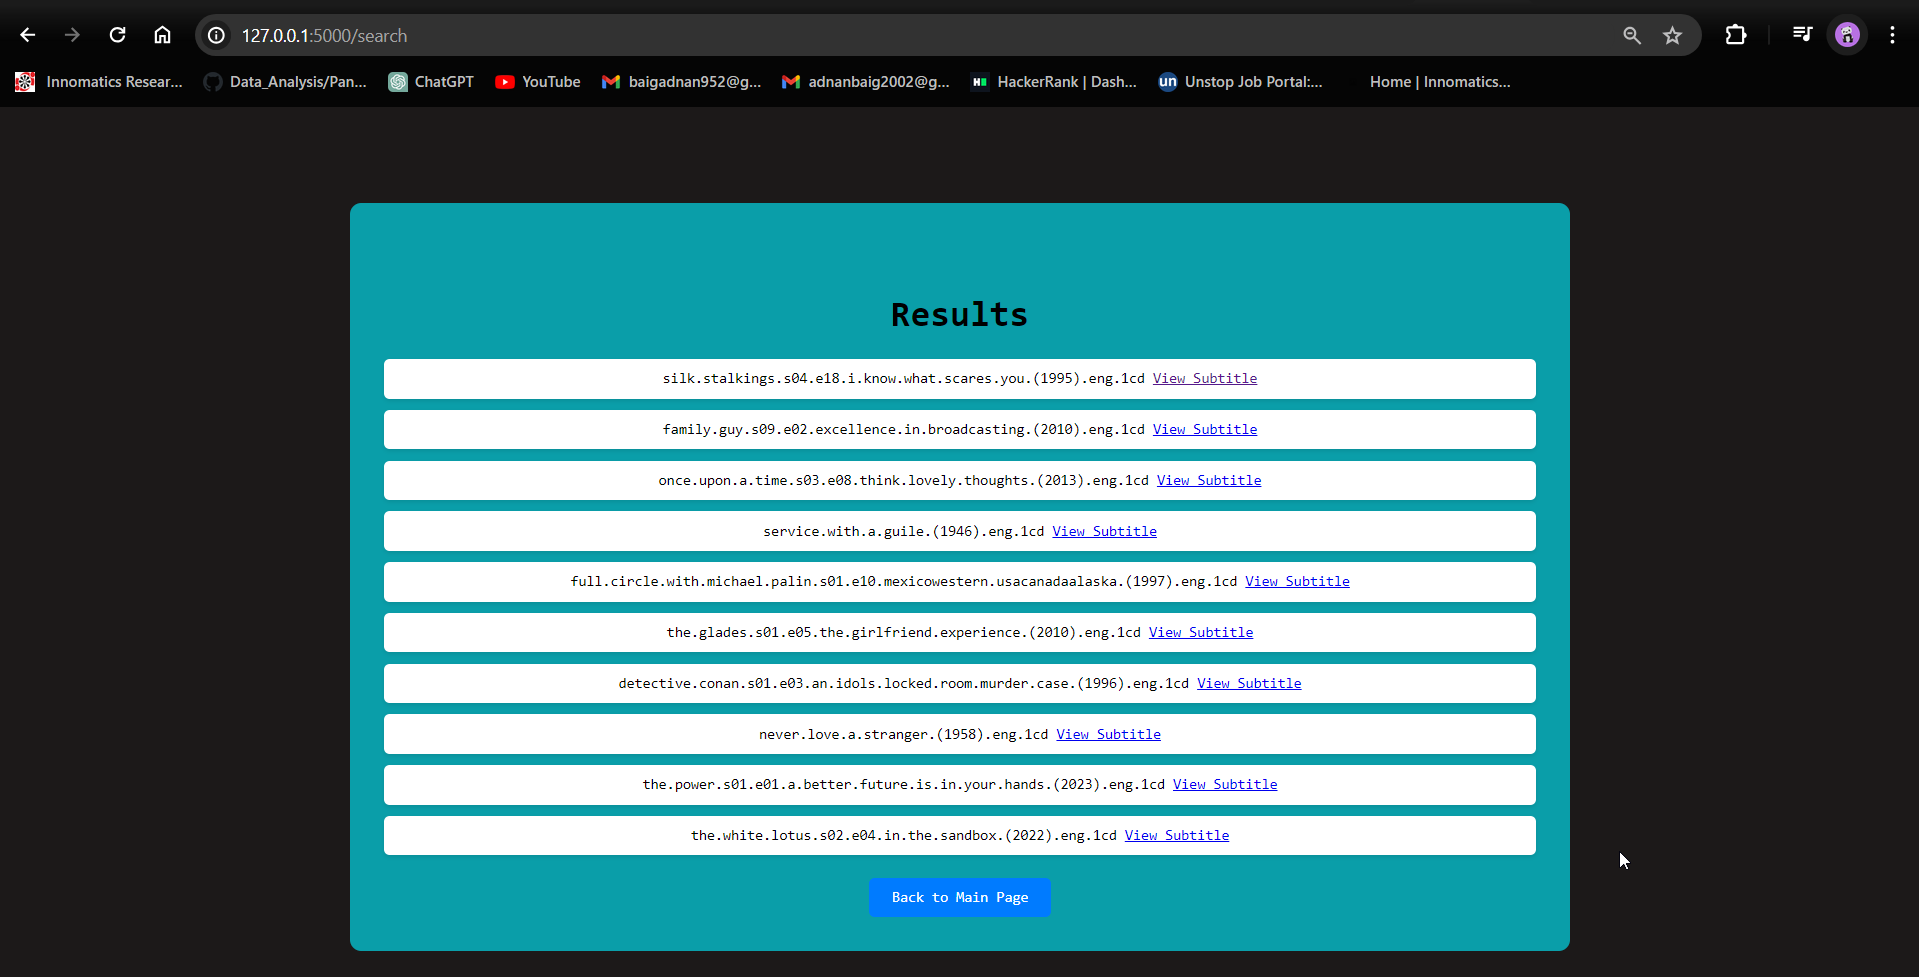 127.0.0.1:5000/search
Innomatics Resear... Data_Analysis/Pan... ChatGPT YouTube baigadnan952@g... adnanbaig2002@g... HackerRank | Dash... un Unstop Job Portal:... Home | Innomatics...
Results
silk.stalkings.s04.e18.i.know.what.scares.you.(1995).eng.1cd View Subtitle
family.guy.s09.e02.excellence.in.broadcasting.(2010).eng.1cd View Subtitle
once.upon.a.time.s03.e08.think.lovely.thoughts.(2013).eng.1cd View Subtitle
service.with.a.guile.(1946).eng.1cd View Subtitle
full.circle.with.michael.palin.s01.e10.mexicowestern.usacanadaalaska.(1997).eng.1cd View Subtitle
the.glades.s01.e05.the.girlfriend.experience.(2010).eng.1cd View Subtitle
detective.conan.s01.e03.an.idols.locked.room.murder.case.(1996).eng.1cd View Subtitle
never.love.a.stranger.(1958).eng.1cd View Subtitle
the.power.s01.e01.a.better.future.is.in.your.hands.(2023).eng.1cd View Subtitle
the.white.lotus.s02.e04.in.the.sandbox.(2022).eng.1cd View Subtitle
Back to Main Page